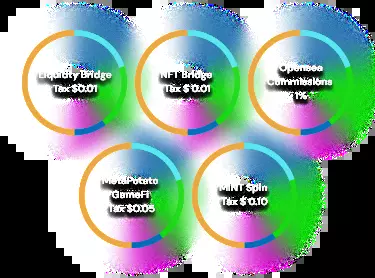 Liquidity Bridge
Tax $0.01
NFT Bridge
Tax $ 0.01
Opensea
Commissions
1%
MetaPotato
GameFi
Tax $0.05
MINT Spin
Tax $ 0.10